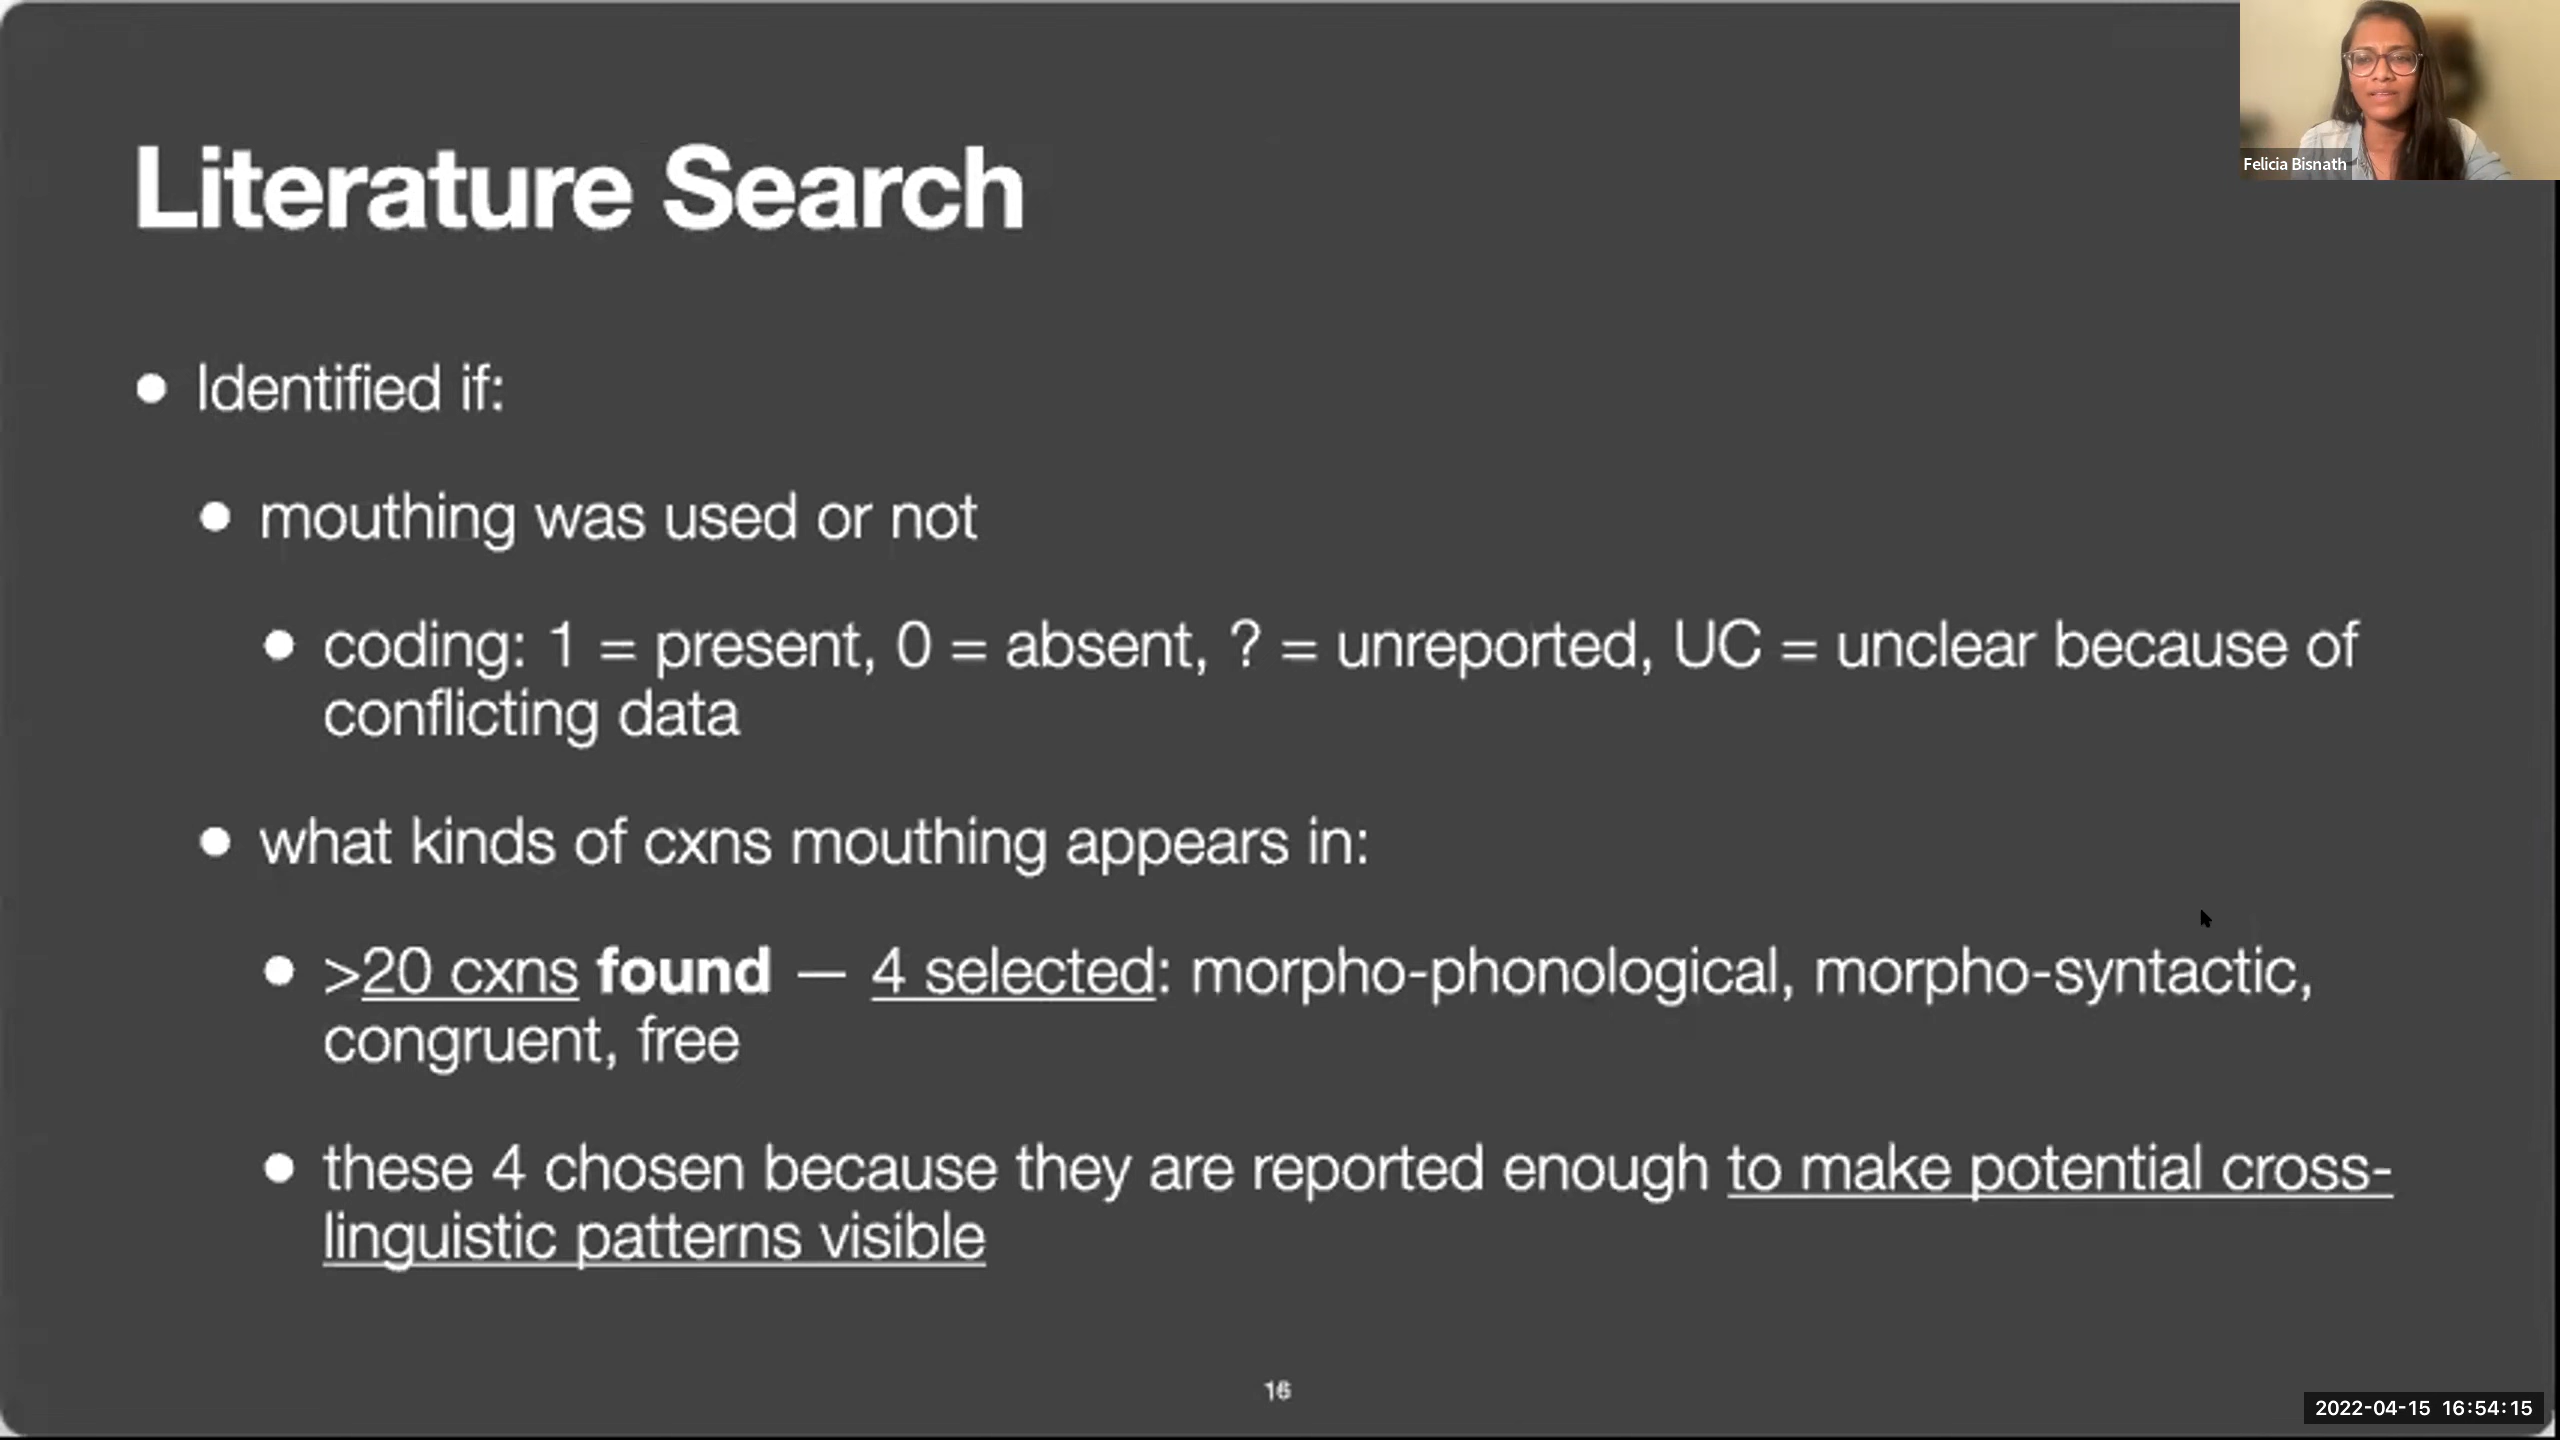 Felicia Bisnath
Literature Search
● Identified if:
● mouthing was used or not
● coding: 1 = present, 0 = absent, ? = unreported, UC = unclear because of
conflicting data
● what kinds of cxns mouthing appears in:
● >20 cxns found — 4 selected: morpho-phonological, morpho-syntactic,
congruent, free
● these 4 chosen because they are reported enough to make potential cross-
linguistic patterns visible
16
2022-04-15 16:54:15